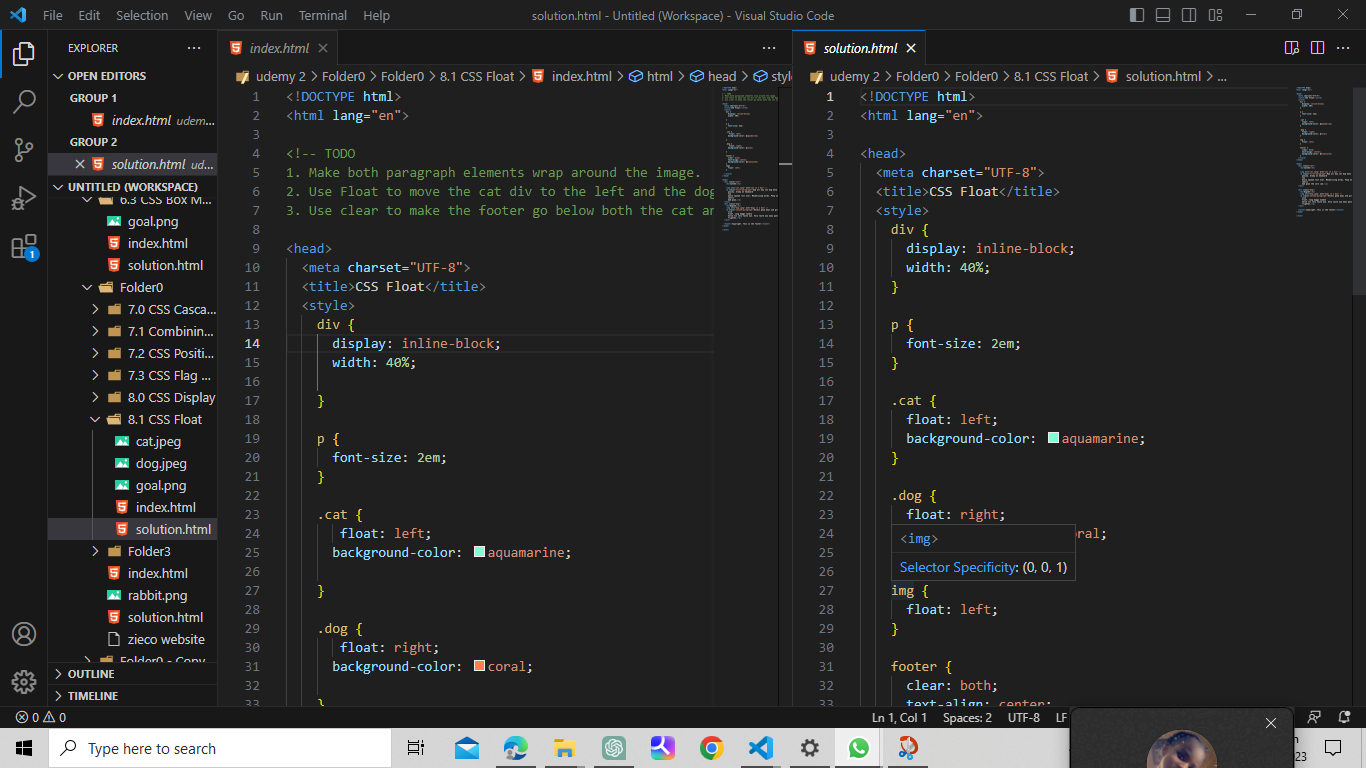 File Edit Selection View Go Run Terminal Help
solution.html - Untitled (Workspace) - Visual Studio Code
EXPLORER
OPEN EDITORS
GROUP 1
index.html udem...
GROUP 2
solution.html ud...
UNTITLED (WORKSPACE)
6.3 CSS Box M...
goal.png
index.html
solution.html
Folder0
7.0 CSS Casca...
7.1 Combinin...
7.2 CSS Positi...
7.3 CSS Flag ...
8.0 CSS Display
8.1 CSS Float
cat.jpeg
dog.jpeg
goal.png
index.html
solution.html
Folder3
index.html
rabbit.png
solution.html
zieco website
Folder0 - Copy
OUTLINE
TIMELINE
1
index.html
udemy 2 > Folder0 > Folder0 > 8.1 CSS Float > index.html > html > head > style
1 <!DOCTYPE html>
2 <html lang="en">
3
4 <!-- TODO
5 1. Make both paragraph elements wrap around the image.
6 2. Use Float to move the cat div to the left and the dog
7 3. Use clear to make the footer go below both the cat an
8
9 <head>
10 <meta charset="UTF-8">
11 <title>CSS Float</title>
12 <style>
13 div {
14 display: inline-block;
15 width: 40%;
16
17 }
18
19 p {
20 font-size: 2em;
21 }
22
23 .cat {
24 float: left;
25 background-color: aquamarine;
26
27 }
28
29 .dog {
30 float: right;
31 background-color: coral;
32
33 }
solution.html
udemy 2 > Folder0 > Folder0 > 8.1 CSS Float > solution.html > ...
1 <!DOCTYPE html>
2 <html lang="en">
3
4 <head>
5 <meta charset="UTF-8">
6 <title>CSS Float</title>
7 <style>
8 div {
9 display: inline-block;
10 width: 40%;
11 }
12
13 p {
14 font-size: 2em;
15 }
16
17 .cat {
18 float: left;
19 background-color: aquamarine;
20 }
21
22 .dog {
23 float: right;
24 ral;
25
26
<img>
Selector Specificity: (0, 0, 1)
27 img {
28 float: left;
29 }
30
31 footer {
32 clear: both;
33 text-align: center;
0 0
Ln 1, Col 1 Spaces: 2 UTF-8 LF
Type here to search
23